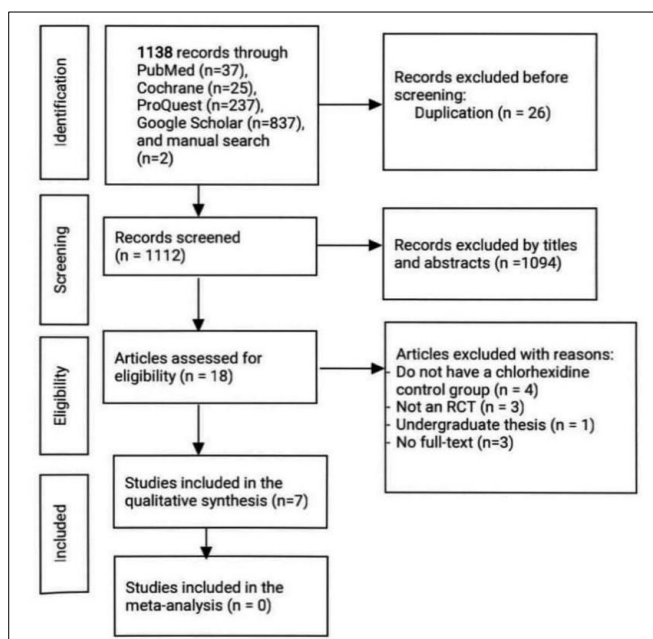 Identification
1138 records through
PubMed (n=37),
Cochrane (n=25),
ProQuest (n=237),
Google Scholar (n=837),
and manual search
(n=2)
Records excluded before
screening:
Duplication (n = 26)
Screening
Records screened
(n = 1112)
Records excluded by titles
and abstracts (n =1094)
Eligibility
Articles assessed for
eligibility (n = 18)
Articles excluded with reasons:
- Do not have a chlorhexidine
control group (n = 4)
- Not an RCT (n = 3)
- Undergraduate thesis (n = 1)
- No full-text (n=3)
Included
Studies included in the
qualitative synthesis (n=7)
Studies included in the
meta-analysis (n = 0)